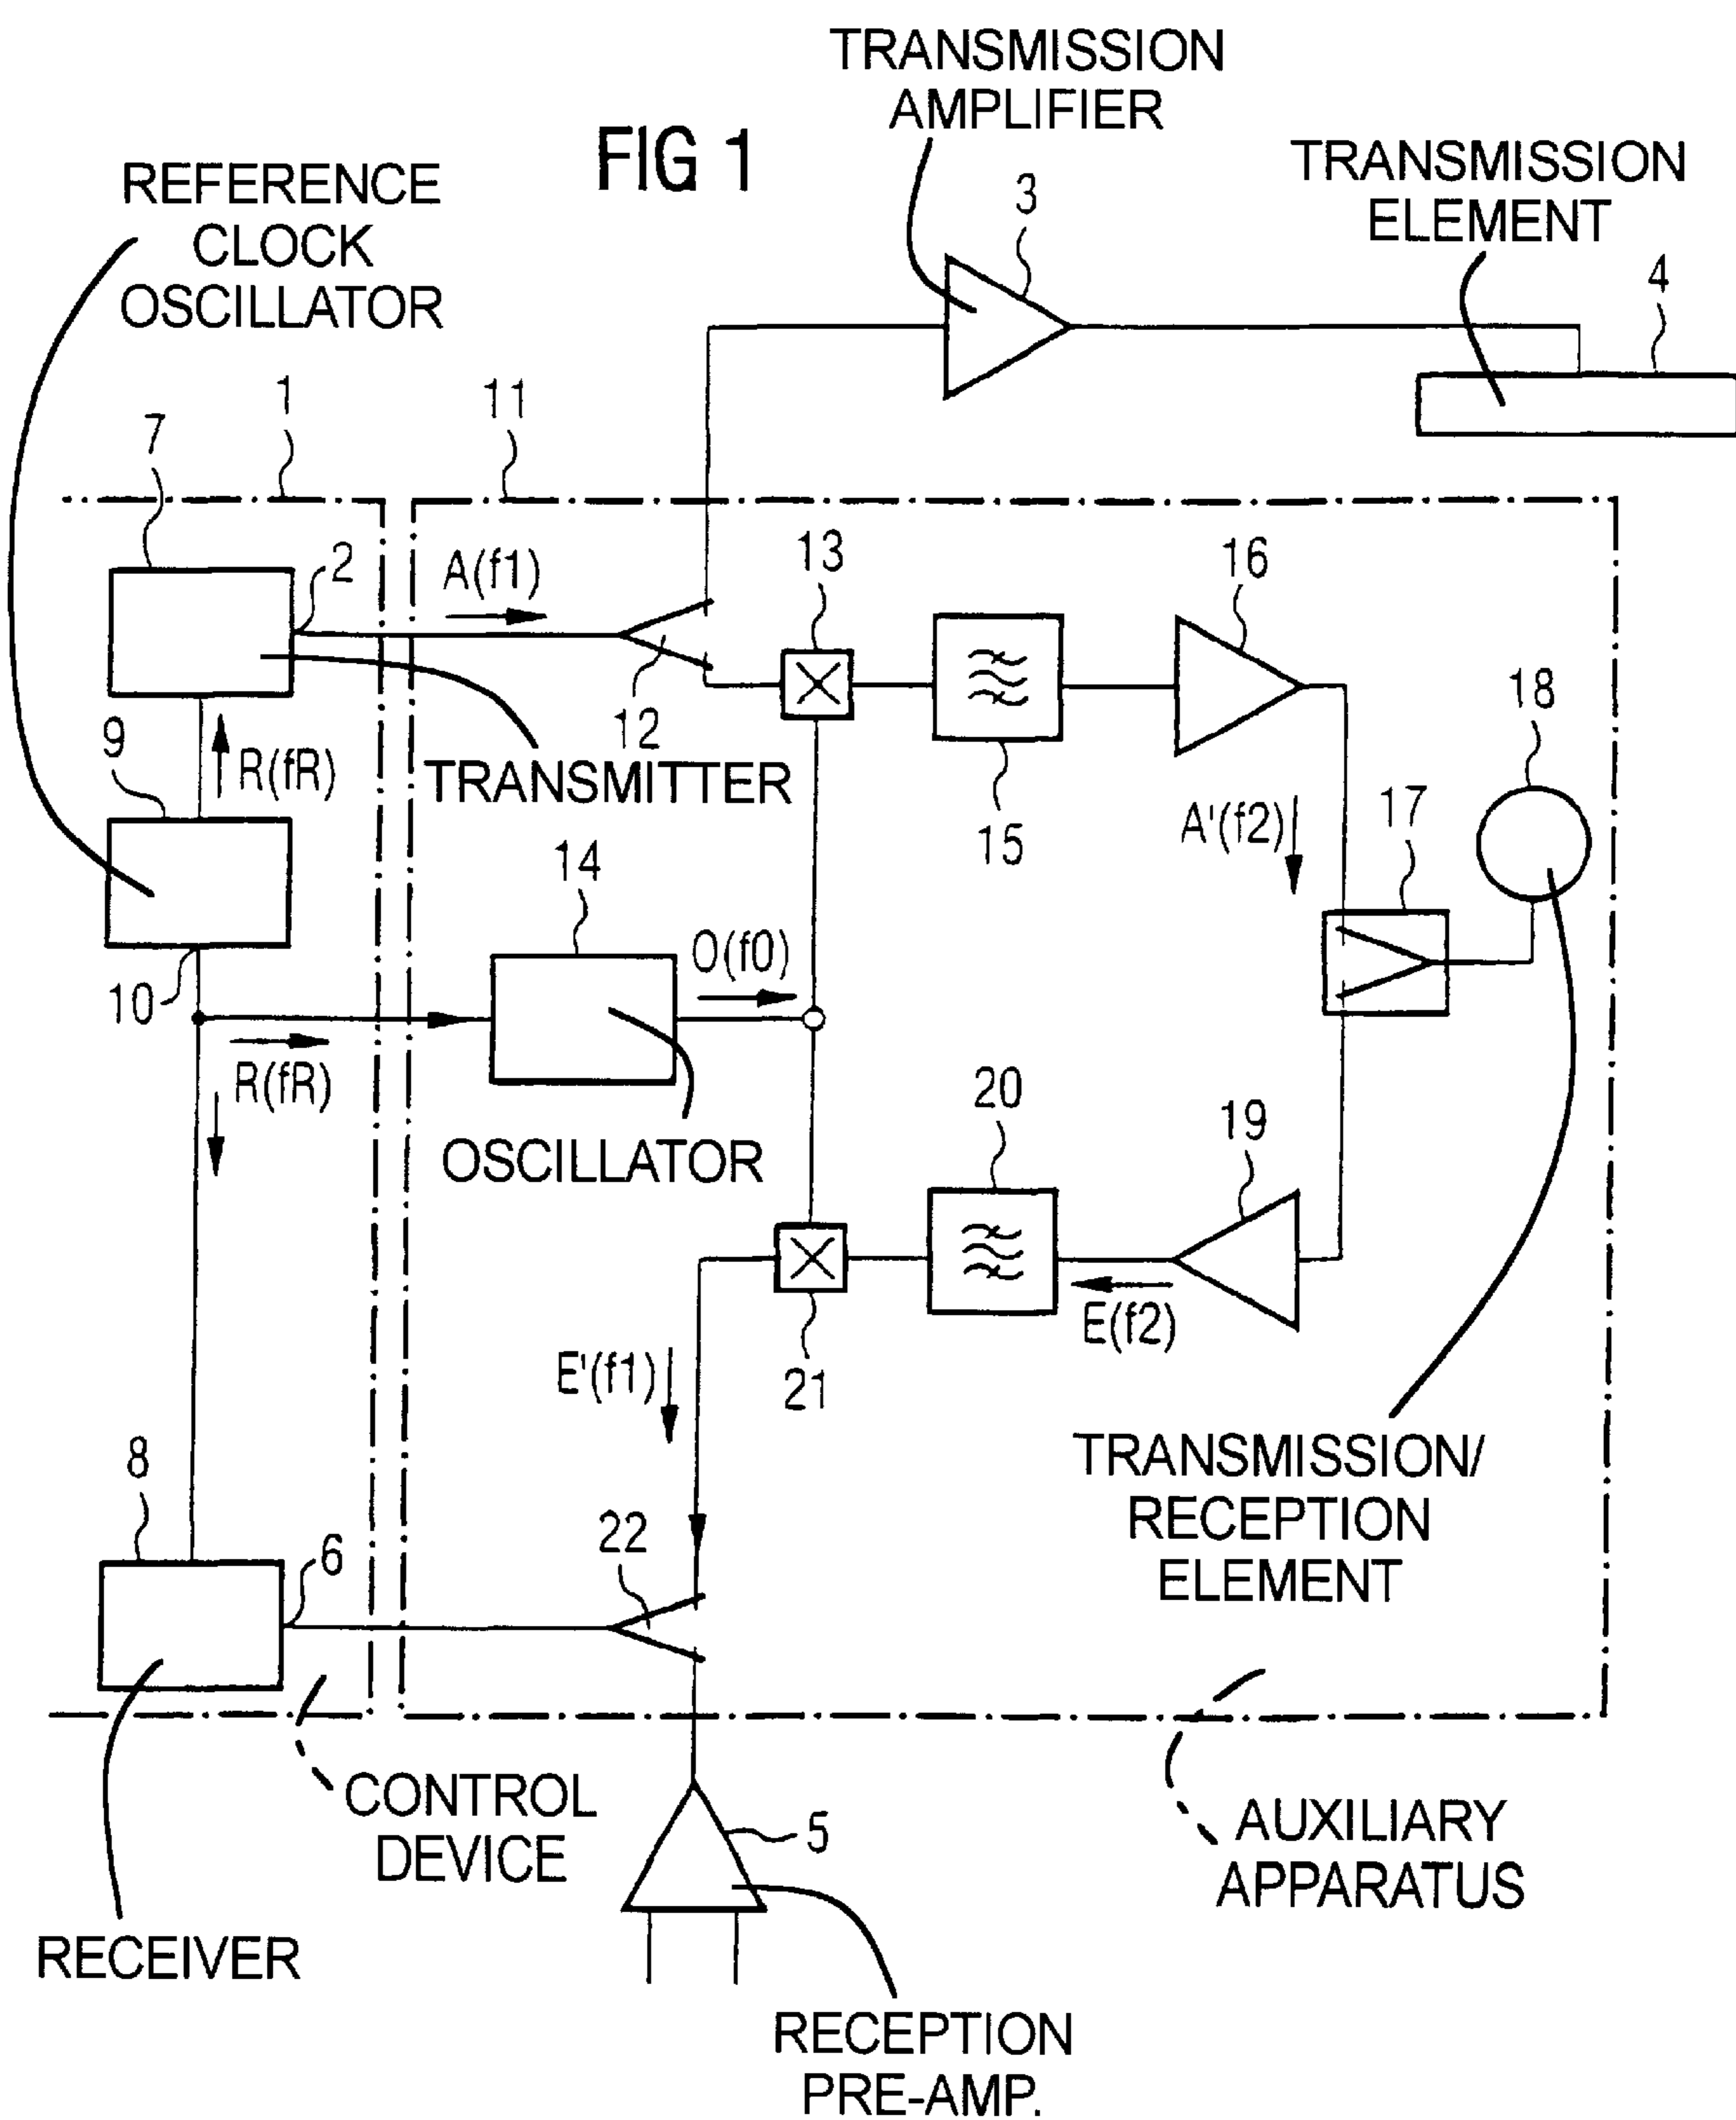 TRANSMISSION
AMPLIFIER
FIG 1
REFERENCE
CLOCK
OSCILLATOR
TRANSMISSION
ELEMENT
3
4
1
11
7
2
A(f1)
13
16
12
18
9
R(fR)
TRANSMITTER
15
A'(f2)
17
14
O(f0)
10
R(fR)
20
19
OSCILLATOR
E(f2)
E'(f1)
21
8
6
22
TRANSMISSION/
RECEPTION
ELEMENT
CONTROL
DEVICE
5
AUXILIARY
APPARATUS
RECEIVER
RECEPTION
PRE-AMP.